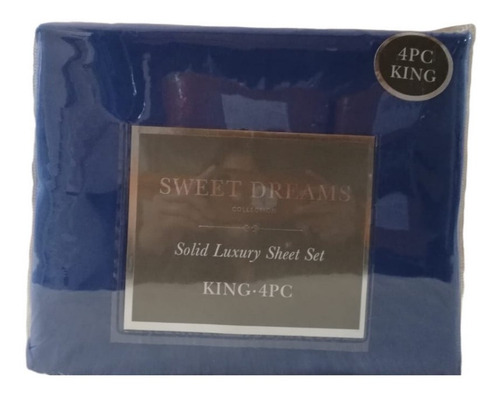 4PC
KING
SWEET DREAMS
COLLECTION
Solid Luxury Sheet Set
KING·4PC